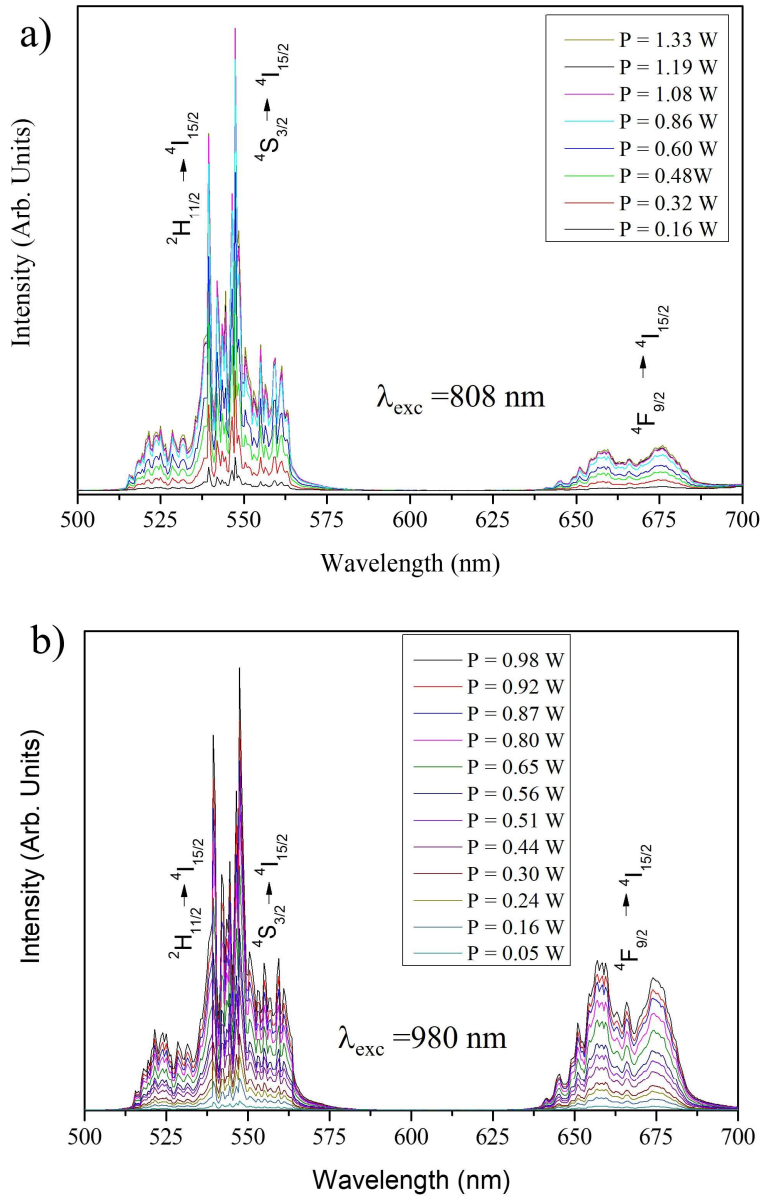 a)
Intensity (Arb. Units)
²H₁₁/₂ → ⁴I₁₅/₂
⁴S₃/₂ → ⁴I₁₅/₂
P = 1.33 W
P = 1.19 W
P = 1.08 W
P = 0.86 W
P = 0.60 W
P = 0.48W
P = 0.32 W
P = 0.16 W
λexc =808 nm
⁴F₉/₂ → ⁴I₁₅/₂
500 525 550 575 600 625 650 675 700
Wavelength (nm)
b)
Intensity (Arb. Units)
²H₁₁/₂ → ⁴I₁₅/₂
⁴S₃/₂ → ⁴I₁₅/₂
P = 0.98 W
P = 0.92 W
P = 0.87 W
P = 0.80 W
P = 0.65 W
P = 0.56 W
P = 0.51 W
P = 0.44 W
P = 0.30 W
P = 0.24 W
P = 0.16 W
P = 0.05 W
λexc =980 nm
⁴F₉/₂ → ⁴I₁₅/₂
500 525 550 575 600 625 650 675 700
Wavelength (nm)